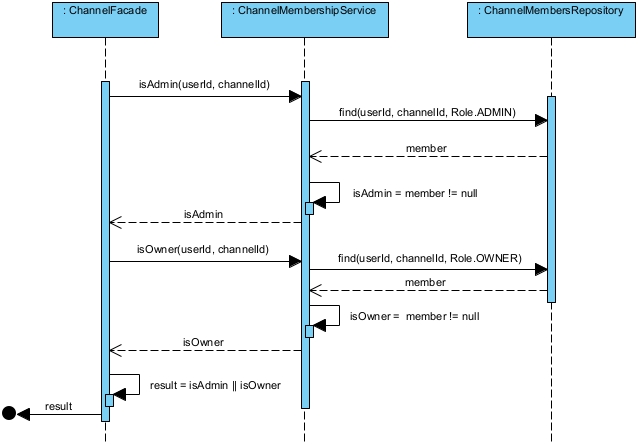 : ChannelFacade
: ChannelMembershipService
: ChannelMembersRepository
isAdmin(userId, channelId)
find(userId, channelId, Role.ADMIN)
member
isAdmin = member != null
isAdmin
isOwner(userId, channelId)
find(userId, channelId, Role.OWNER)
member
isOwner = member != null
isOwner
result = isAdmin || isOwner
result